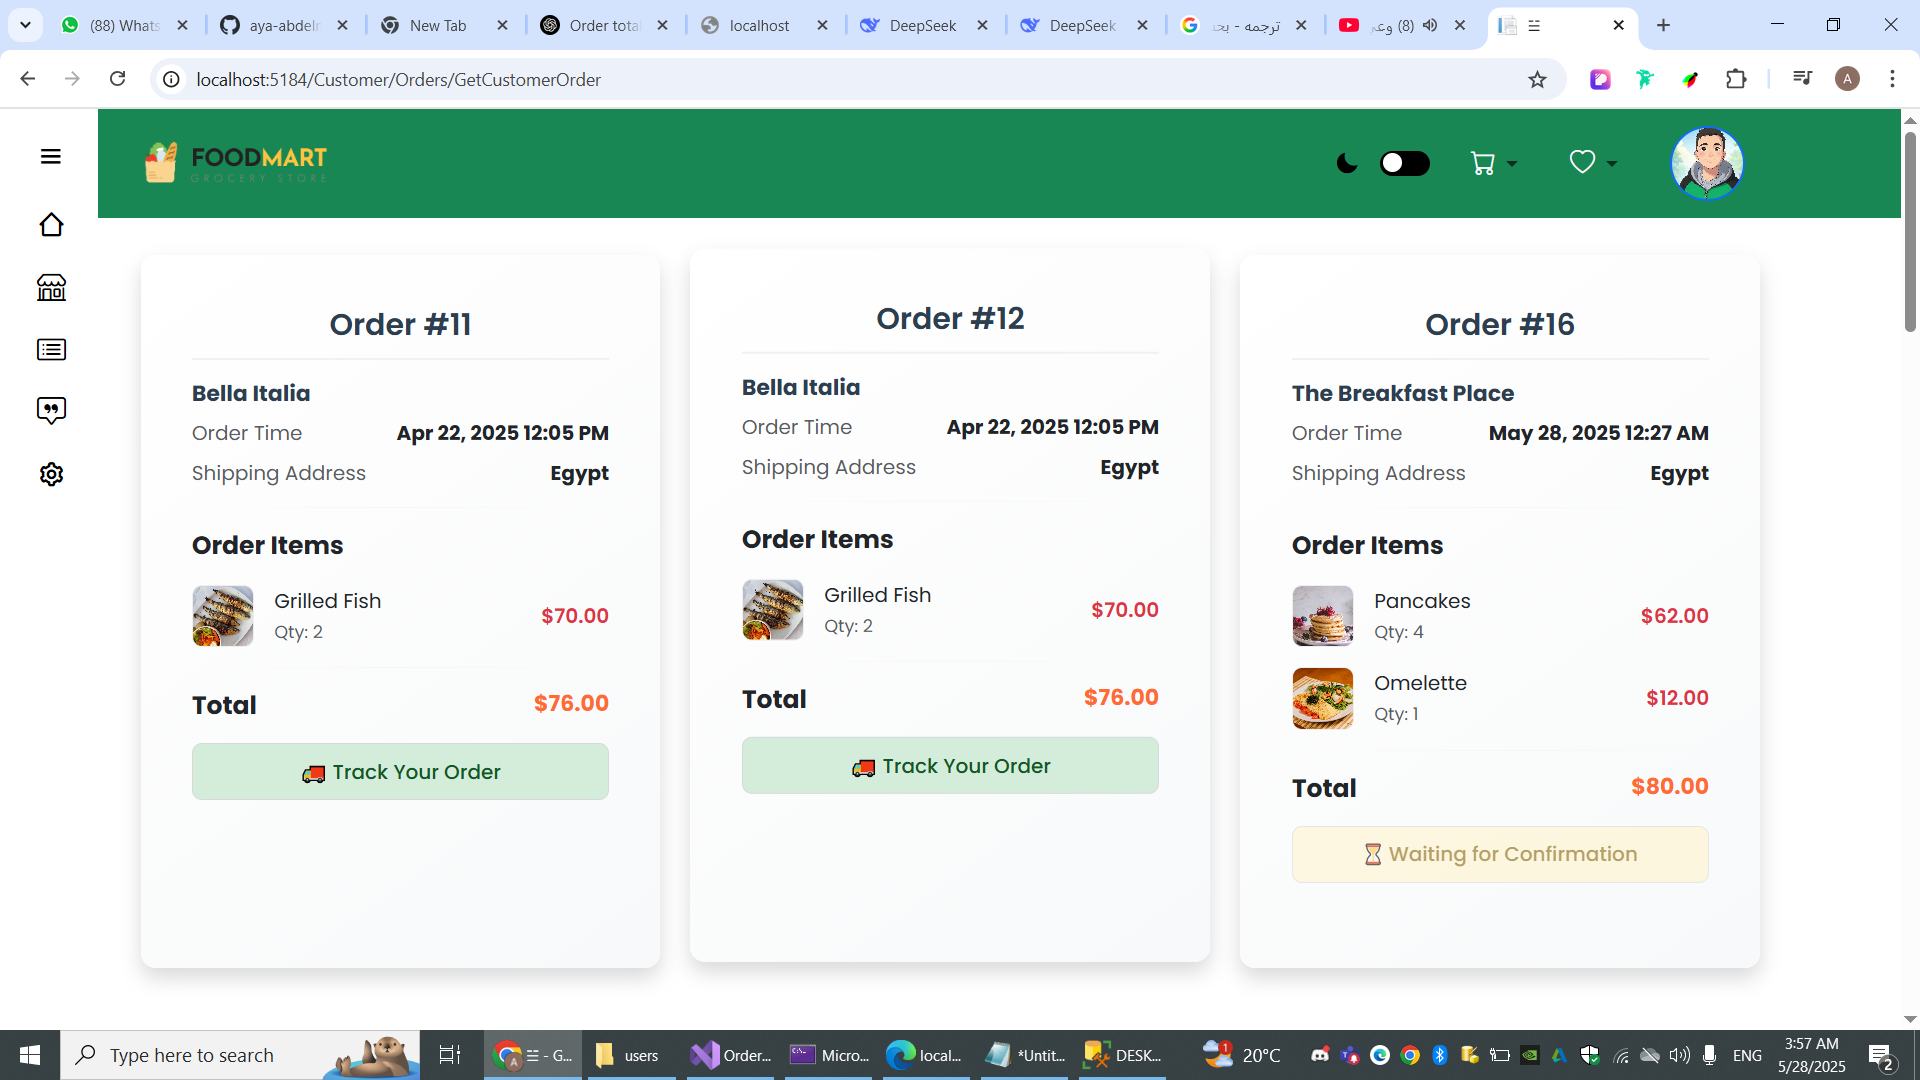 (88) Whats
aya-abdelr
New Tab
Order tota
localhost
DeepSeek
DeepSeek
ترجمه - بحـ
(8) وعـ
localhost:5184/Customer/Orders/GetCustomerOrder
A
FOODMART
GROCERY STORE
Order #11
Bella Italia
Order Time Apr 22, 2025 12:05 PM
Shipping Address Egypt
Order Items
Grilled Fish
Qty: 2
$70.00
Total $76.00
Track Your Order
Order #12
Bella Italia
Order Time Apr 22, 2025 12:05 PM
Shipping Address Egypt
Order Items
Grilled Fish
Qty: 2
$70.00
Total $76.00
Track Your Order
Order #16
The Breakfast Place
Order Time May 28, 2025 12:27 AM
Shipping Address Egypt
Order Items
Pancakes
Qty: 4
$62.00
Omelette
Qty: 1
$12.00
Total $80.00
Waiting for Confirmation
Type here to search
- G...
users
Order...
Micro...
local...
*Untit...
DESK...
1
20°C
ENG
3:57 AM
5/28/2025
2